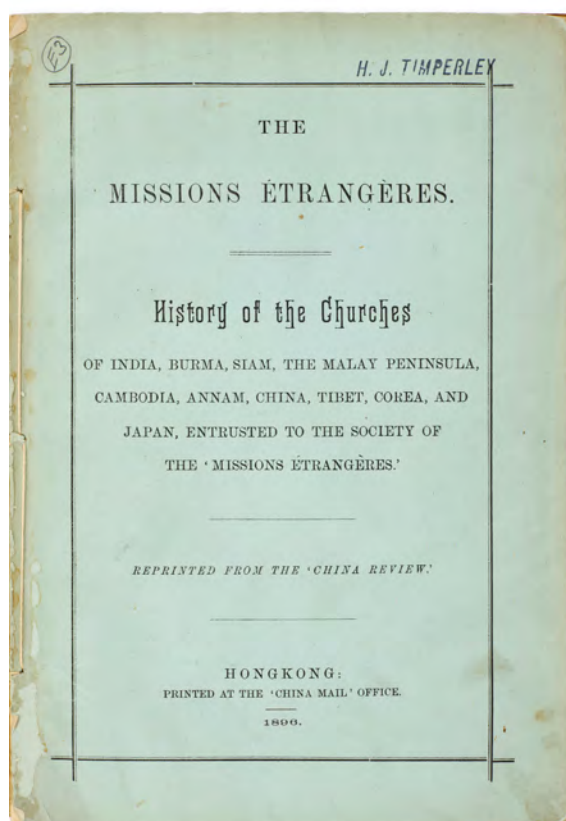 43
H. J. TIMPERLEY
THE
MISSIONS ÉTRANGÈRES.
History of the Churches
OF INDIA, BURMA, SIAM, THE MALAY PENINSULA,
CAMBODIA, ANNAM, CHINA, TIBET, COREA, AND
JAPAN, ENTRUSTED TO THE SOCIETY OF
THE ‘MISSIONS ÉTRANGÈRES.’
REPRINTED FROM THE ‘CHINA REVIEW.’
HONGKONG:
PRINTED AT THE ‘CHINA MAIL’ OFFICE.
1896.